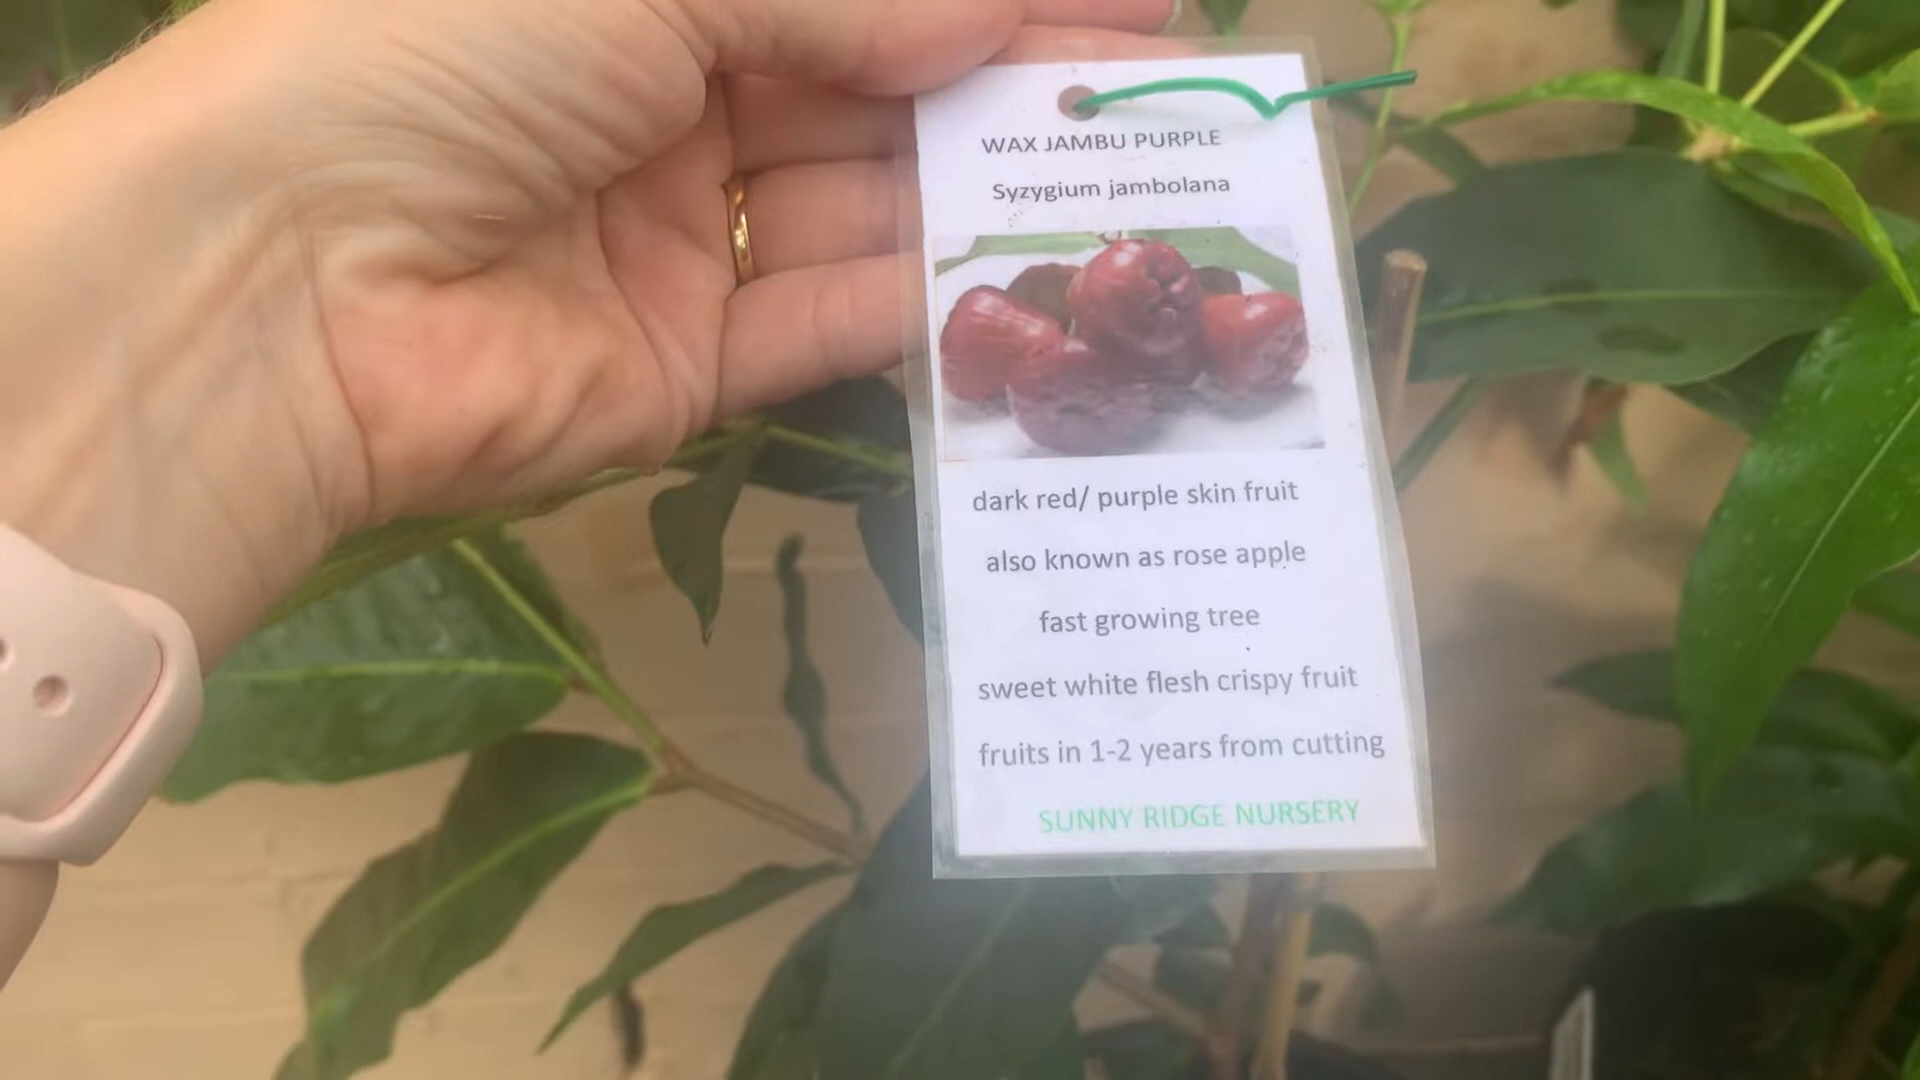 WAX JAMBU PURPLE
Syzygium jambolana
dark red/ purple skin fruit
also known as rose apple
fast growing tree
sweet white flesh crispy fruit
fruits in 1-2 years from cutting
SUNNY RIDGE NURSERY